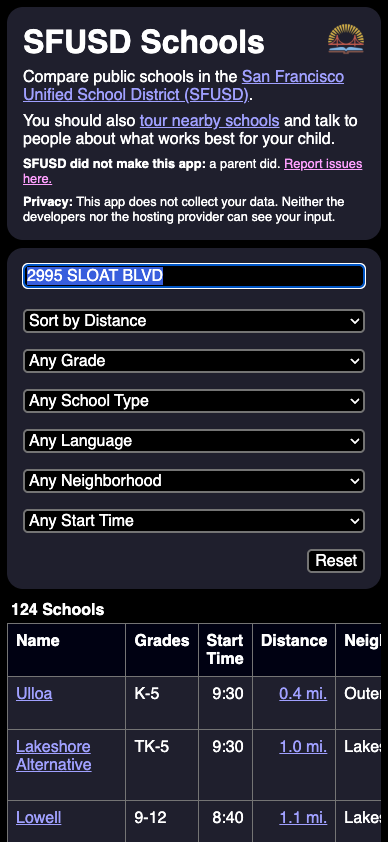 SFUSD Schools
Compare public schools in the San Francisco
Unified School District (SFUSD).
You should also tour nearby schools and talk to
people about what works best for your child.
SFUSD did not make this app: a parent did. Report issues
here.
Privacy: This app does not collect your data. Neither the
developers nor the hosting provider can see your input.
2995 SLOAT BLVD
Sort by Distance
Any Grade
Any School Type
Any Language
Any Neighborhood
Any Start Time
Reset
124 Schools
Name Grades Start Time Distance Neigl
Ulloa K-5 9:30 0.4 mi. Outer
Lakeshore Alternative TK-5 9:30 1.0 mi. Lakes
Lowell 9-12 8:40 1.1 mi. Lakes